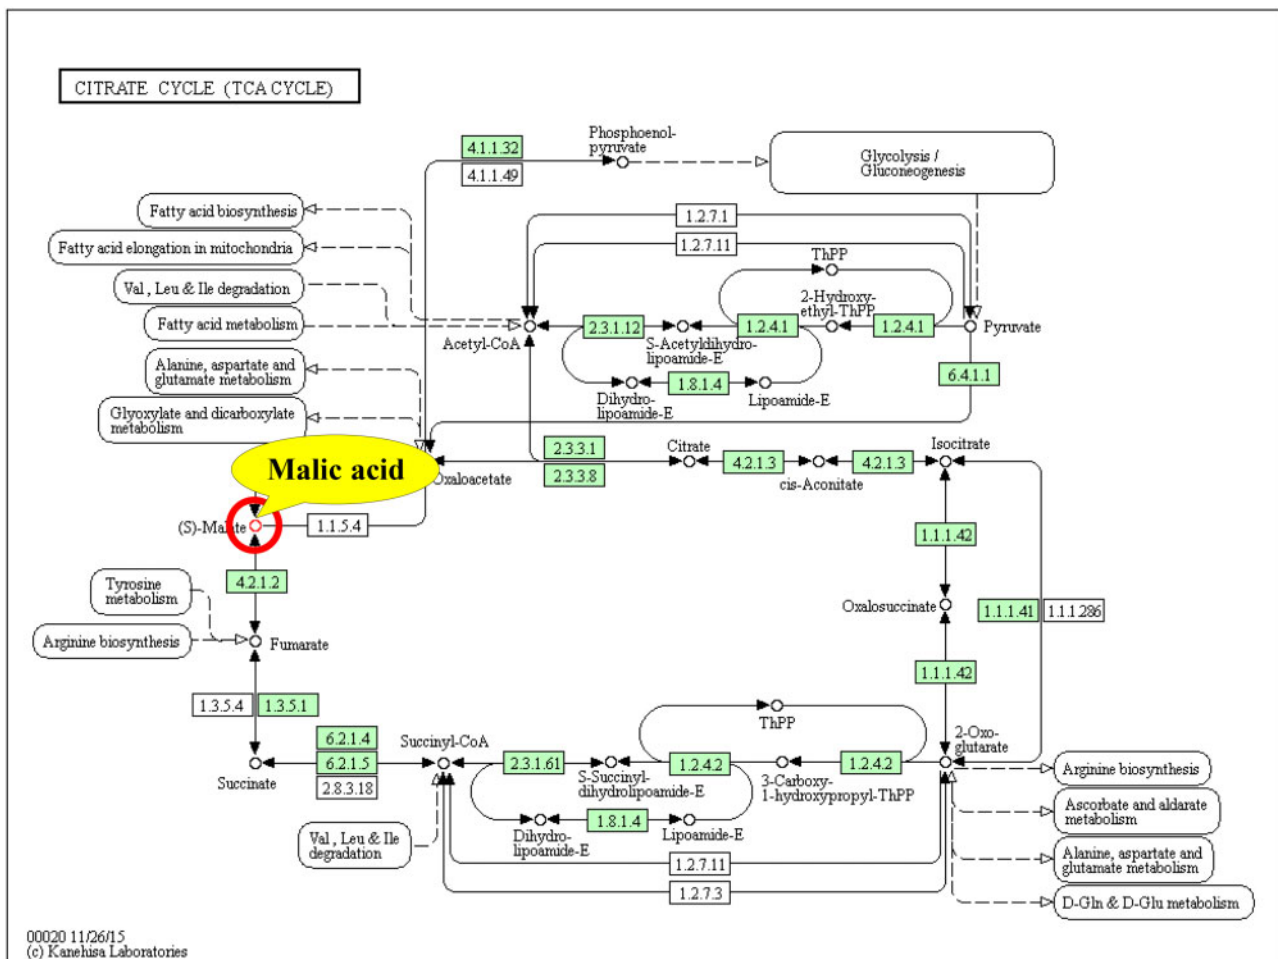 CITRATE CYCLE (TCA CYCLE)
Phosphoenol-
pyruvate
4.1.1.32
4.1.1.49
Glycolysis /
Gluconeogenesis
Fatty acid biosynthesis
Fatty acid elongation in mitochondria
Val, Leu & Ile degradation
Fatty acid metabolism
Alanine, aspartate and
glutamate metabolism
Glyoxylate and dicarboxylate
metabolism
1.2.7.1
1.2.7.11
ThPP
2-Hydroxy-
ethyl-ThPP
Acetyl-CoA
2.3.1.12
S-Acetyldihydro-
lipoamide-E
1.2.4.1
1.2.4.1
Pyruvate
Dihydro-
lipoamide-E
1.8.1.4
Lipoamide-E
6.4.1.1
Malic acid
Oxaloacetate
2.3.3.1
2.3.3.8
Citrate
4.2.1.3
cis-Aconitate
4.2.1.3
Isocitrate
(S)-Malate
1.1.5.4
1.1.1.42
Oxalosuccinate
1.1.1.41
1.1.1.286
1.1.1.42
4.2.1.2
Tyrosine
metabolism
Arginine biosynthesis
Fumarate
1.3.5.4
1.3.5.1
6.2.1.4
6.2.1.5
2.8.3.18
Succinate
Succinyl-CoA
2.3.1.61
S-Succinyl-
dihydrolipoamide-E
1.2.4.2
ThPP
3-Carboxy-
1-hydroxypropyl-ThPP
1.2.4.2
2-Oxo-
glutarate
Val, Leu & Ile
degradation
Dihydro-
lipoamide-E
1.8.1.4
Lipoamide-E
1.2.7.11
1.2.7.3
Arginine biosynthesis
Ascorbate and aldarate
metabolism
Alanine, aspartate and
glutamate metabolism
D-Gln & D-Glu metabolism
00020 11/26/15
(c) Kanehisa Laboratories